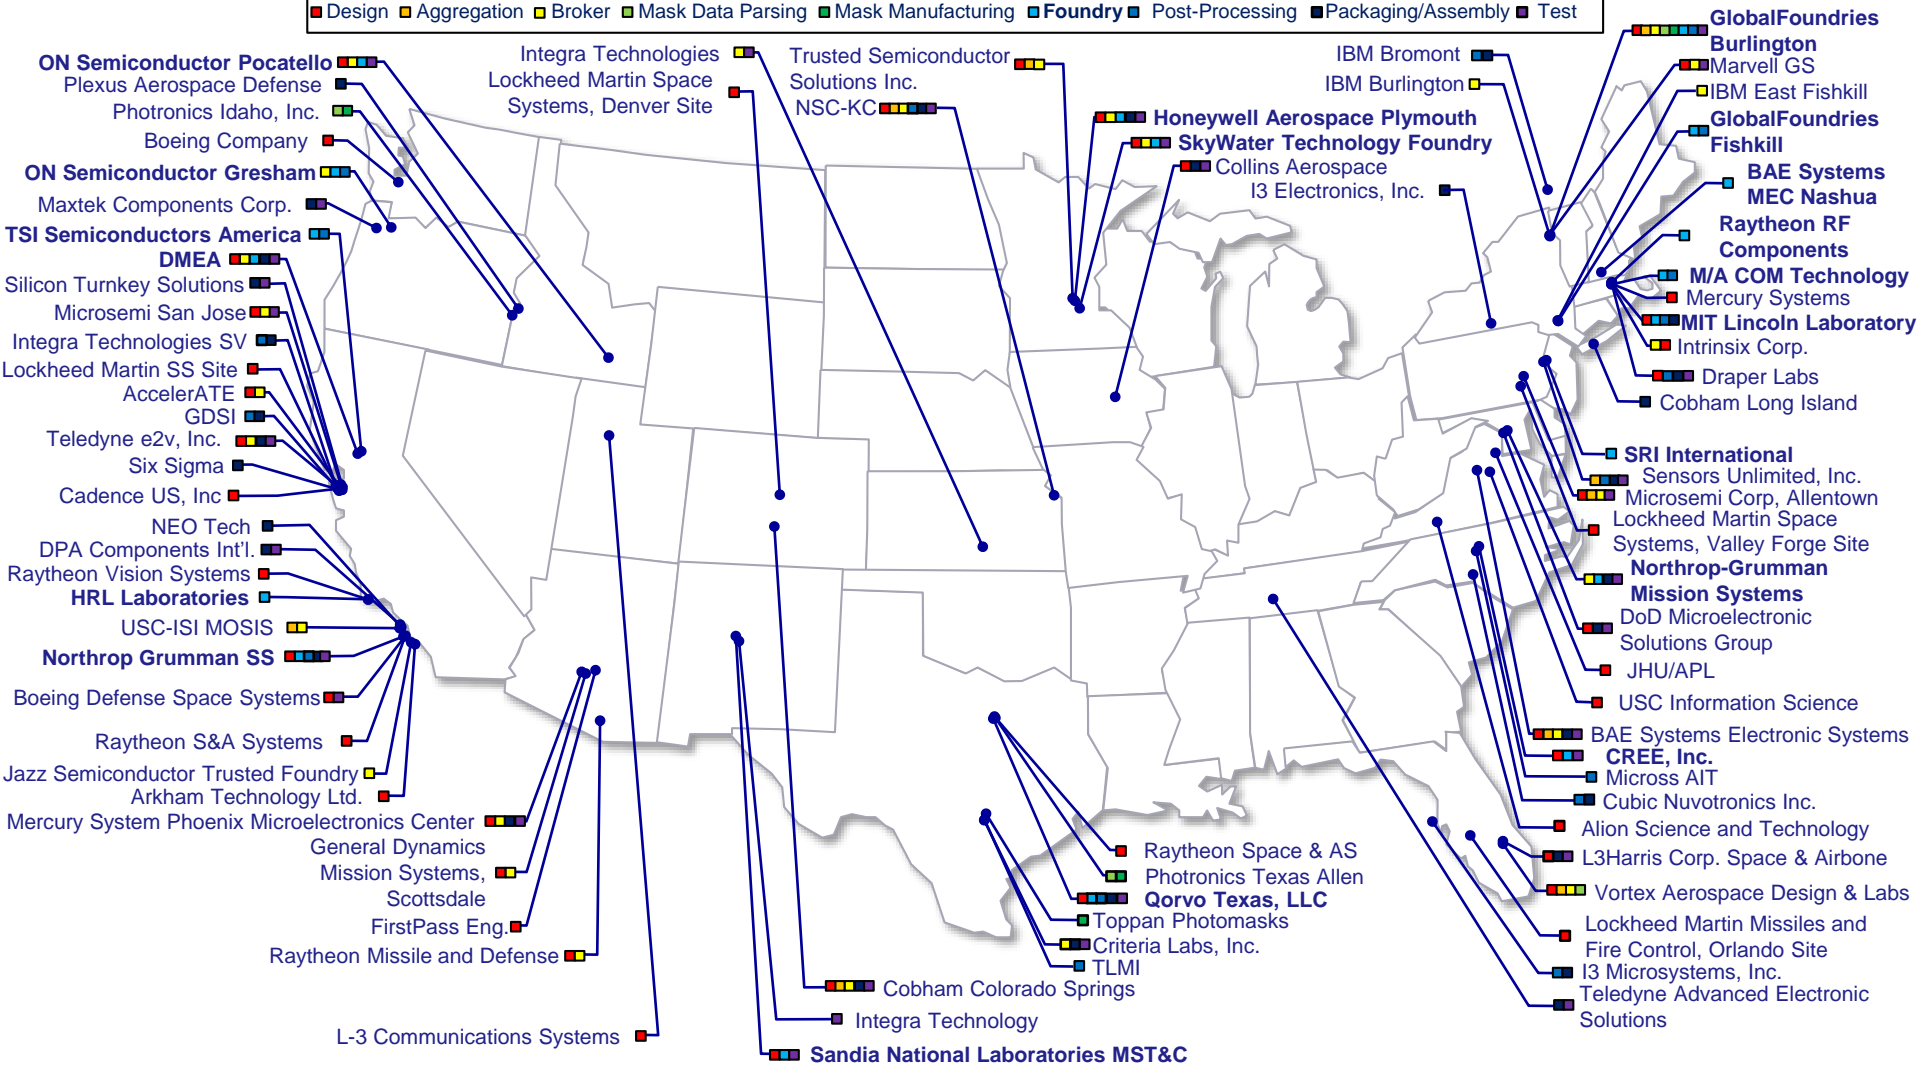 Design Aggregation Broker Mask Data Parsing Mask Manufacturing Foundry Post-Processing Packaging/Assembly Test
ON Semiconductor Pocatello
Plexus Aerospace Defense
Photronics Idaho, Inc.
Boeing Company
ON Semiconductor Gresham
Maxtek Components Corp.
TSI Semiconductors America
DMEA
Silicon Turnkey Solutions
Microsemi San Jose
Integra Technologies SV
Lockheed Martin SS Site
AccelerATE
GDSI
Teledyne e2v, Inc.
Six Sigma
Cadence US, Inc
NEO Tech
DPA Components Int'l.
Raytheon Vision Systems
HRL Laboratories
USC-ISI MOSIS
Northrop Grumman SS
Boeing Defense Space Systems
Raytheon S&A Systems
Jazz Semiconductor Trusted Foundry
Arkham Technology Ltd.
Mercury System Phoenix Microelectronics Center
General Dynamics
Mission Systems,
Scottsdale
FirstPass Eng.
Raytheon Missile and Defense
L-3 Communications Systems
Integra Technologies
Lockheed Martin Space
Systems, Denver Site
Trusted Semiconductor
Solutions Inc.
NSC-KC
Honeywell Aerospace Plymouth
SkyWater Technology Foundry
Collins Aerospace
I3 Electronics, Inc.
IBM Bromont
IBM Burlington
GlobalFoundries
Burlington
Marvell GS
IBM East Fishkill
GlobalFoundries
Fishkill
BAE Systems
MEC Nashua
Raytheon RF
Components
M/A COM Technology
Mercury Systems
MIT Lincoln Laboratory
Intrinsix Corp.
Draper Labs
Cobham Long Island
SRI International
Sensors Unlimited, Inc.
Microsemi Corp, Allentown
Lockheed Martin Space
Systems, Valley Forge Site
Northrop-Grumman
Mission Systems
DoD Microelectronic
Solutions Group
JHU/APL
USC Information Science
BAE Systems Electronic Systems
CREE, Inc.
Micross AIT
Cubic Nuvotronics Inc.
Alion Science and Technology
L3Harris Corp. Space & Airbone
Vortex Aerospace Design & Labs
Lockheed Martin Missiles and
Fire Control, Orlando Site
I3 Microsystems, Inc.
Teledyne Advanced Electronic
Solutions
Raytheon Space & AS
Photronics Texas Allen
Qorvo Texas, LLC
Toppan Photomasks
Criteria Labs, Inc.
TLMI
Cobham Colorado Springs
Integra Technology
Sandia National Laboratories MST&C